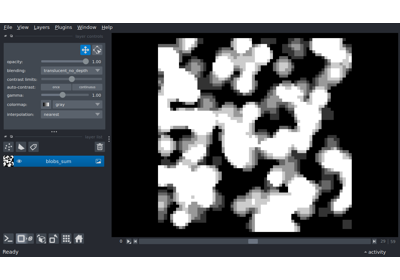 File View Layers Plugins Window Help
opacity: 1.00
blending: translucent_no_depth
contrast limits:
auto-contrast: once continuous
gamma: 1.00
colormap: gray
interpolation: nearest
blobs_sum
Ready
activity